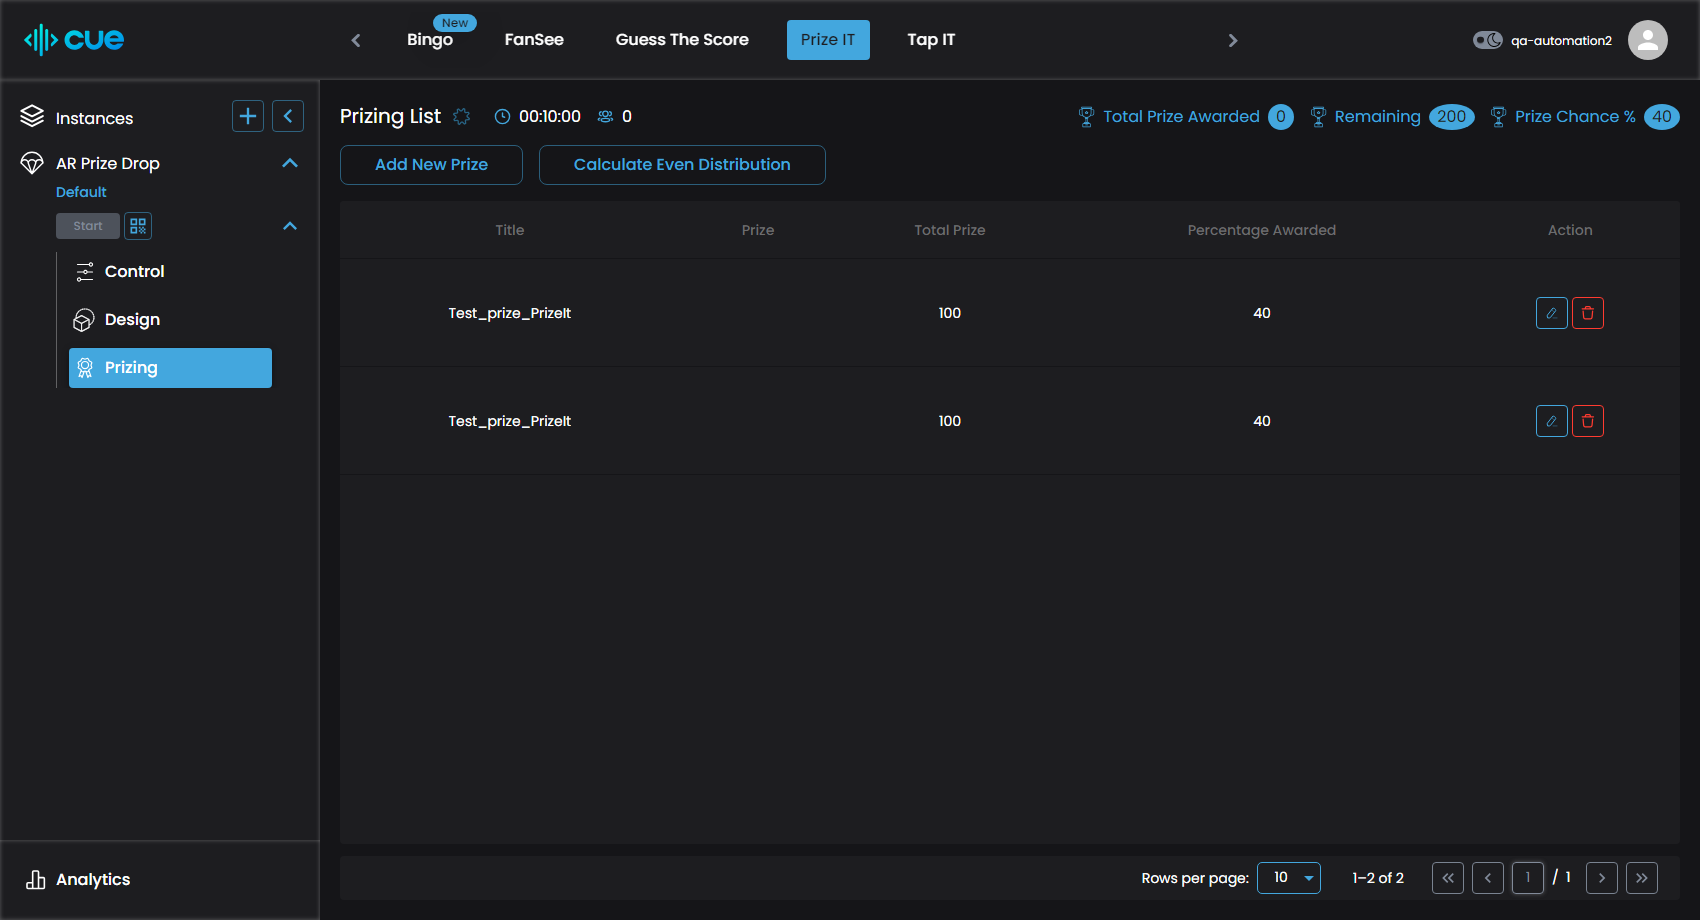 cue
New
Bingo
FanSee
Guess The Score
Prize IT
Tap IT
qa-automation2
Instances
AR Prize Drop
Default
Start
Control
Design
Prizing
Analytics
Prizing List 00:10:00 0
Total Prize Awarded 0 Remaining 200 Prize Chance % 40
Add New Prize Calculate Even Distribution
Title Prize Total Prize Percentage Awarded Action
Test_prize_PrizeIt 100 40
Test_prize_PrizeIt 100 40
Rows per page: 10 1–2 of 2 1 / 1